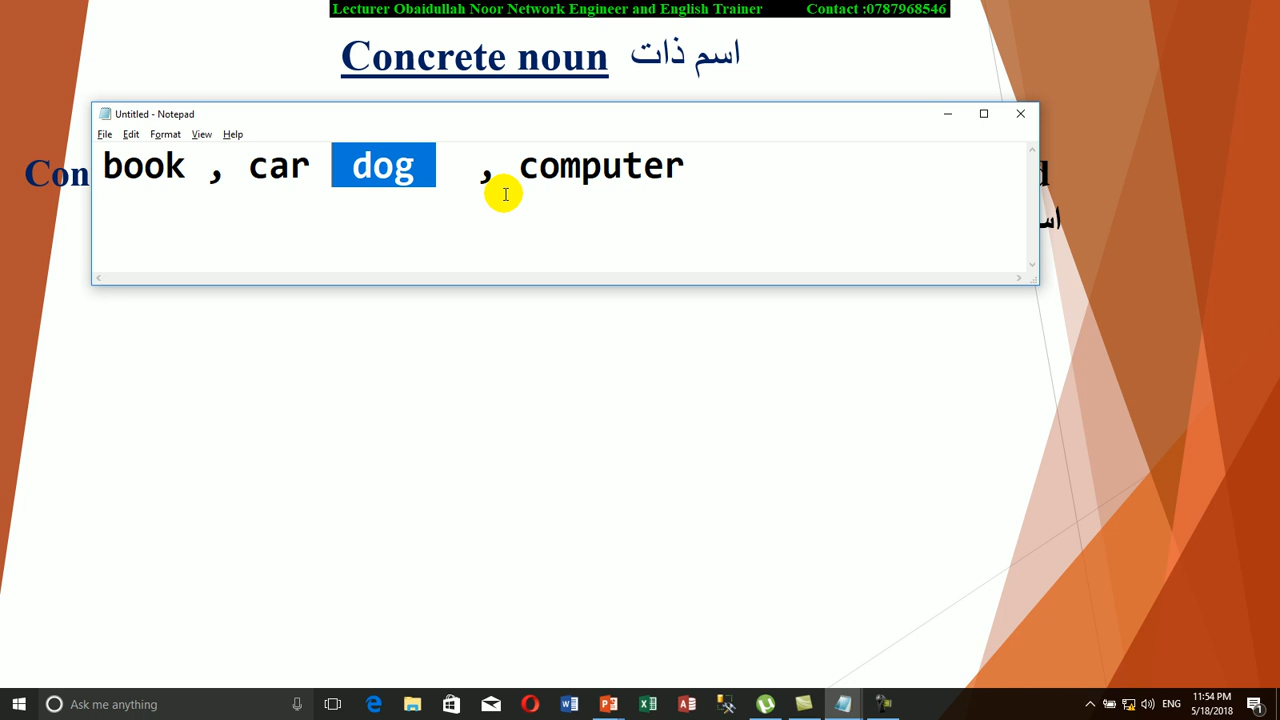 Lecturer Obaidullah Noor Network Engineer and English Trainer Contact :0787968546
Concrete noun اسم ذات
Untitled - Notepad
File Edit Format View Help
book , car dog , computer
Con
d
Ask me anything
ENG
11:54 PM
5/18/2018